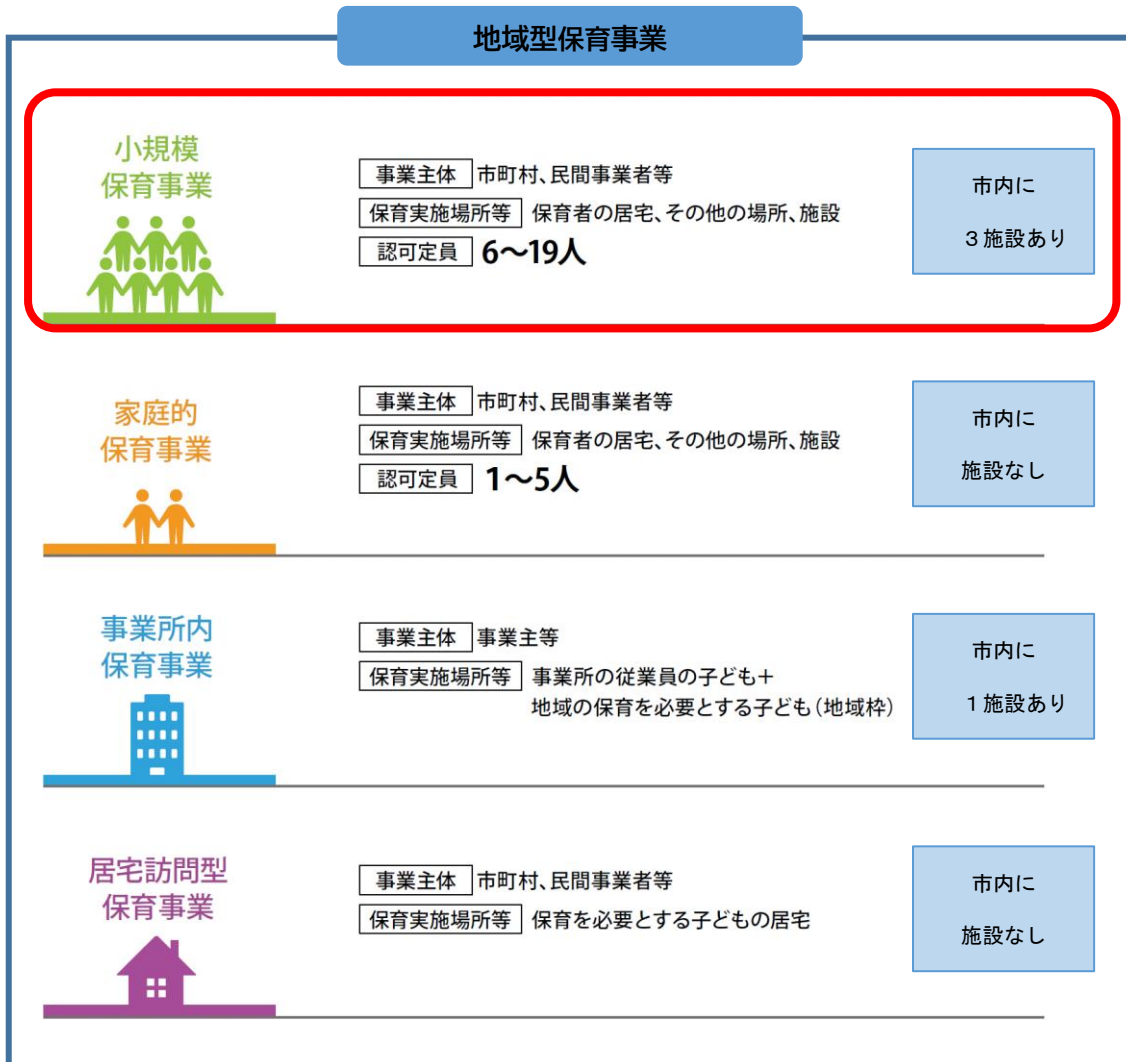 地域型保育事業
小規模
保育事業
事業主体 市町村、民間事業者等
保育実施場所等 保育者の居宅、その他の場所、施設
認可定員 6〜19人
市内に
3施設あり
家庭的
保育事業
事業主体 市町村、民間事業者等
保育実施場所等 保育者の居宅、その他の場所、施設
認可定員 1〜5人
市内に
施設なし
事業所内
保育事業
事業主体 事業主等
保育実施場所等 事業所の従業員の子ども＋
地域の保育を必要とする子ども（地域枠）
市内に
1施設あり
居宅訪問型
保育事業
事業主体 市町村、民間事業者等
保育実施場所等 保育を必要とする子どもの居宅
市内に
施設なし